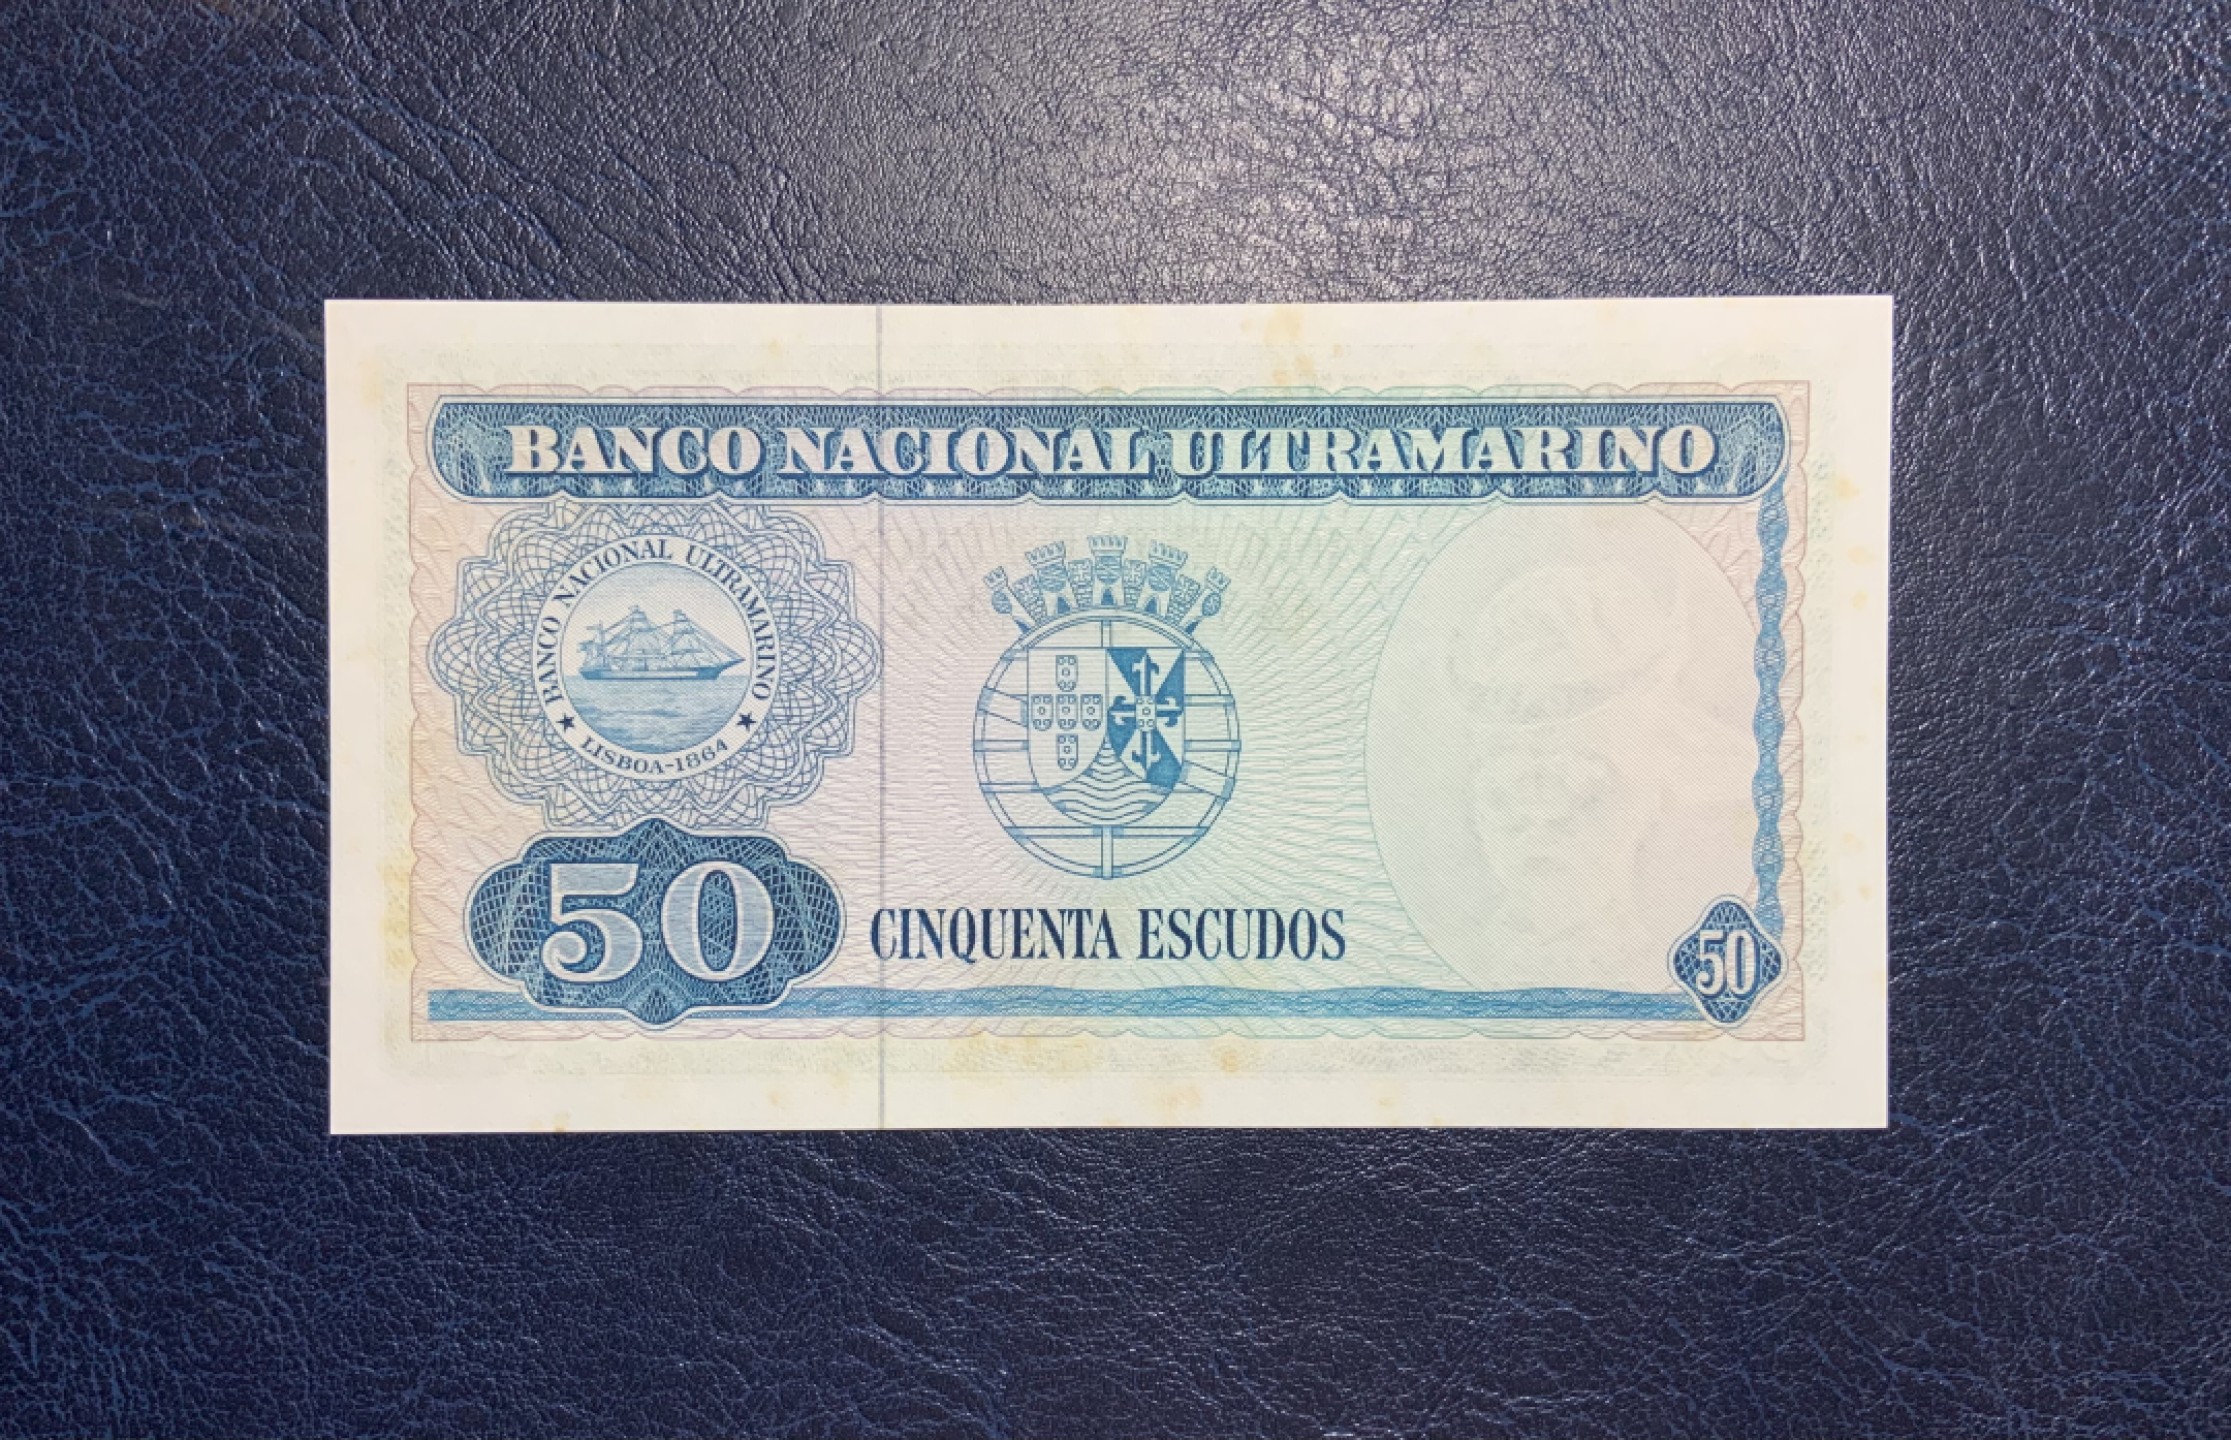 BANCO NACIONAL ULTRAMARINO
BANCO NACIONAL ULTRAMARINO
★ LISBOA-1864 ★
50
CINQUENTA ESCUDOS
50